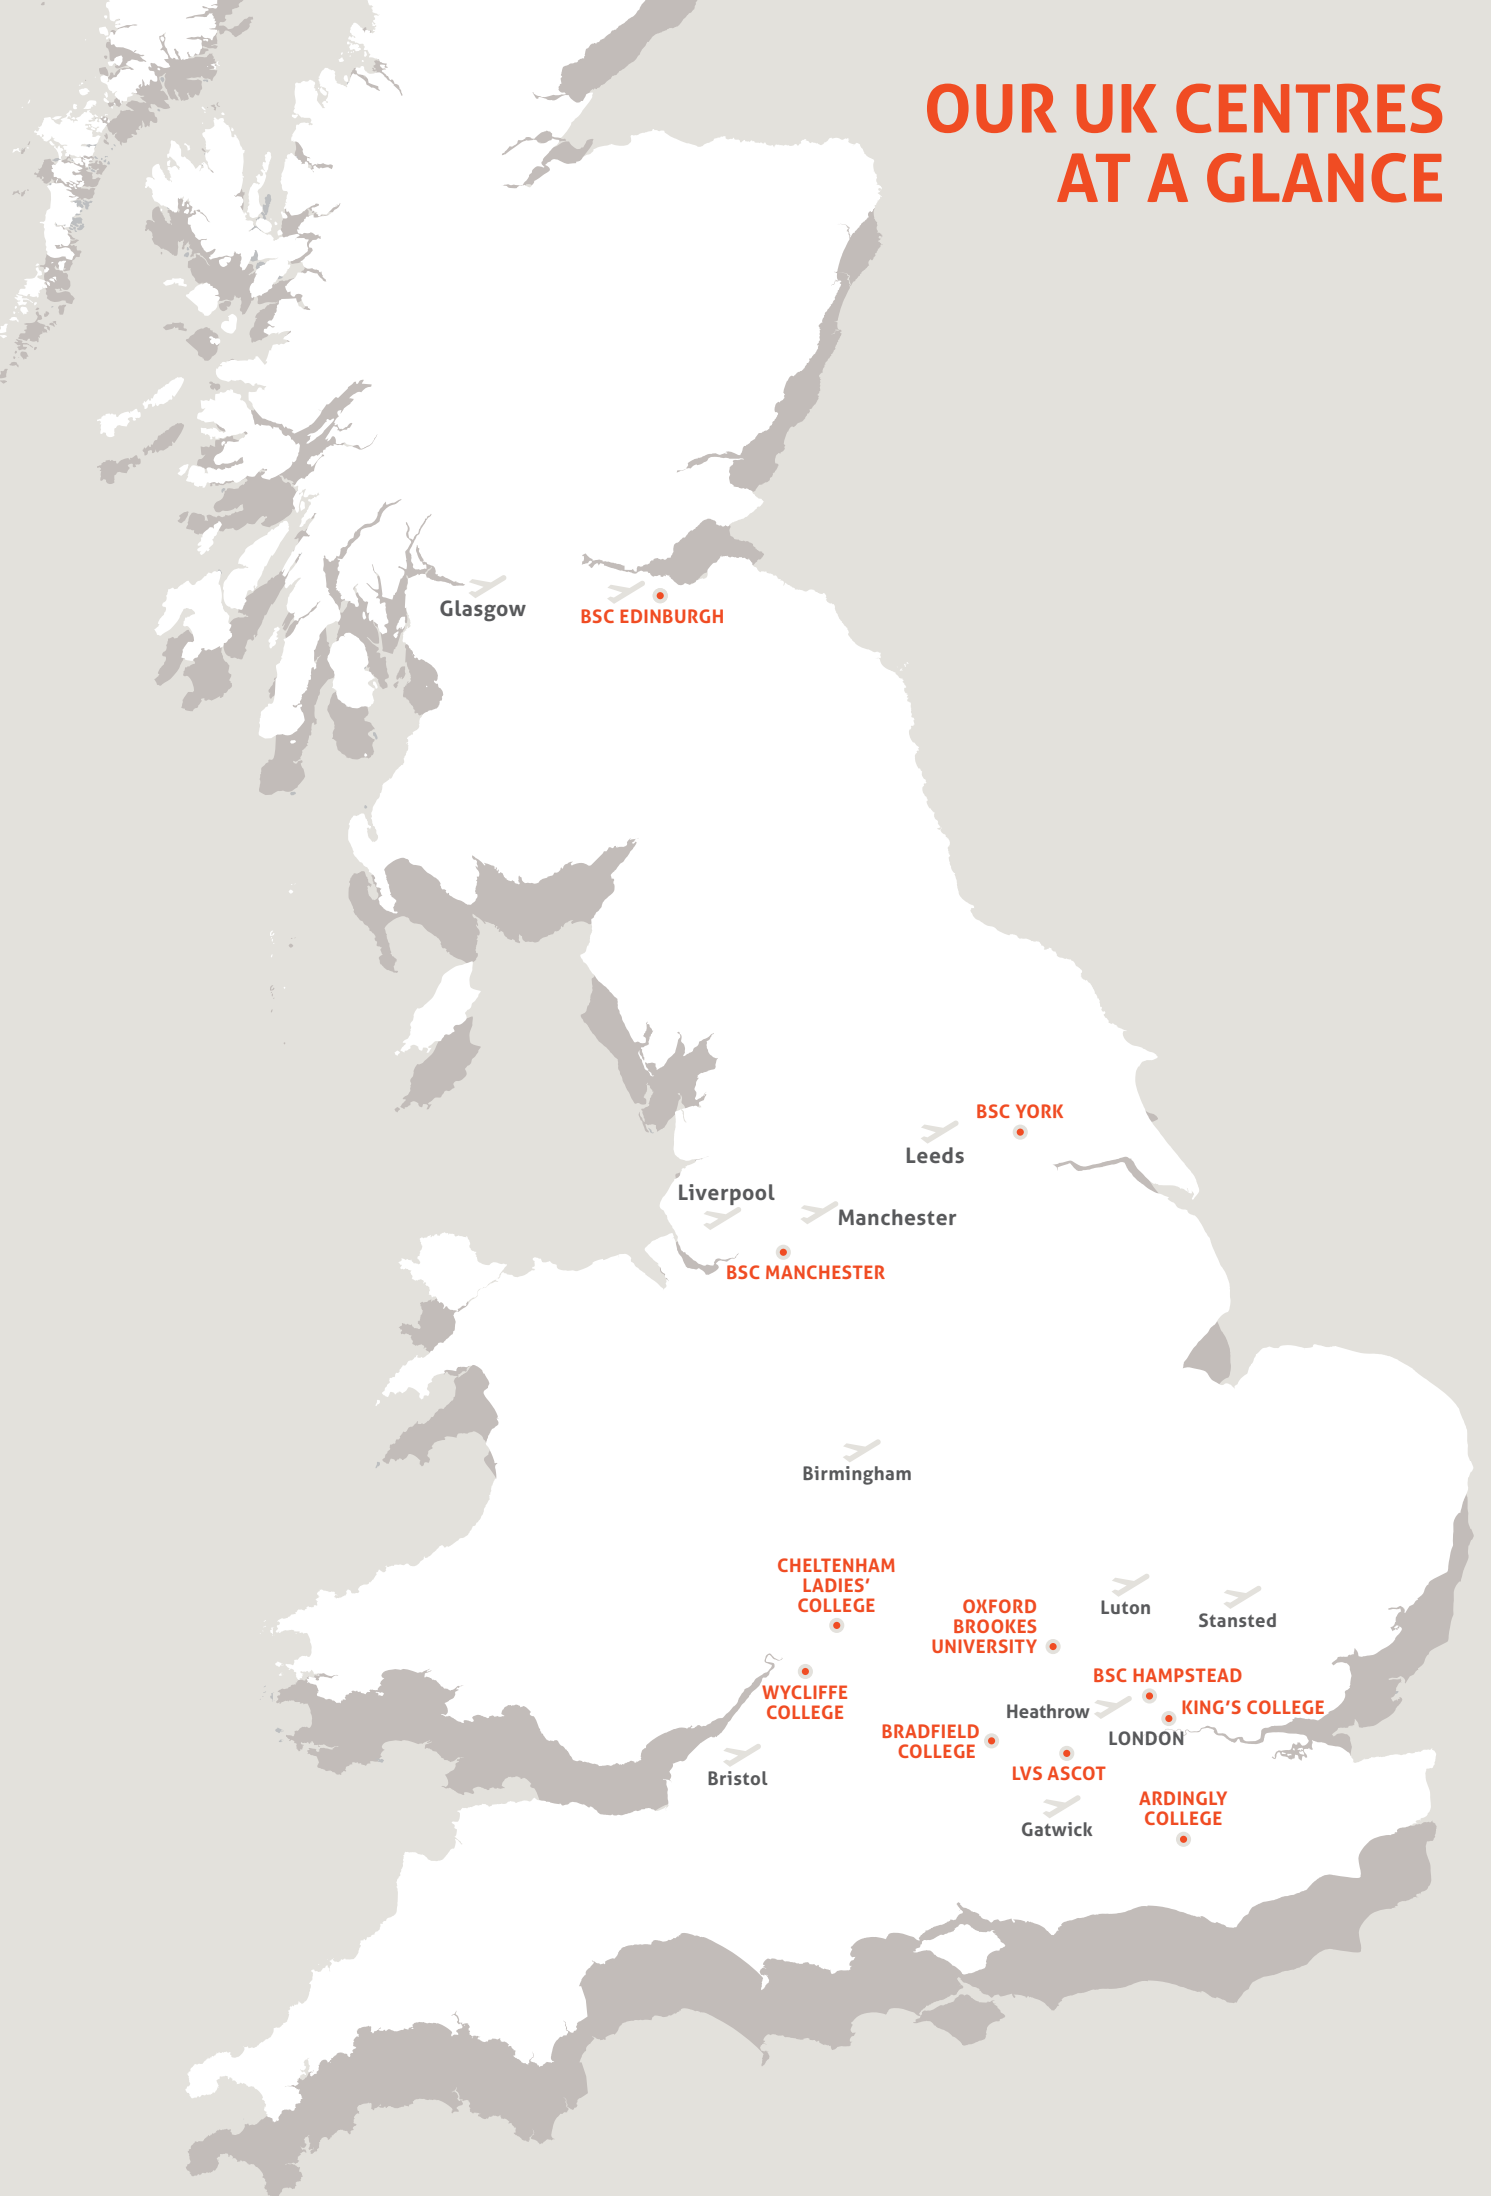 OUR UK CENTRES
AT A GLANCE
Glasgow
BSC EDINBURGH
BSC YORK
Leeds
Liverpool
Manchester
BSC MANCHESTER
Birmingham
CHELTENHAM
LADIES’
COLLEGE
OXFORD
BROOKES
UNIVERSITY
Luton
Stansted
WYCLIFFE
COLLEGE
BSC HAMPSTEAD
Heathrow
KING’S COLLEGE
LONDON
BRADFIELD
COLLEGE
LVS ASCOT
Bristol
ARDINGLY
COLLEGE
Gatwick